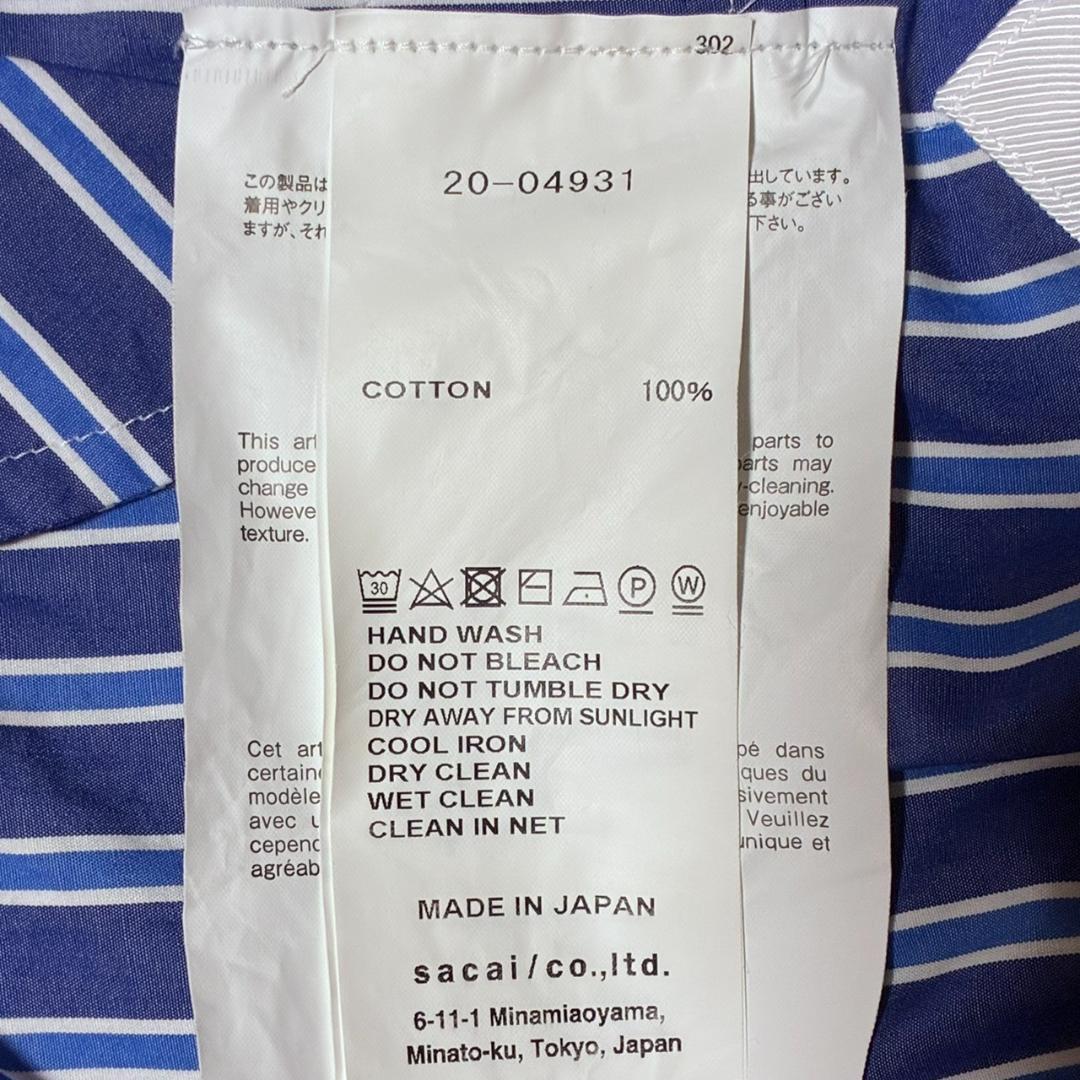 302
20-04931
この製品は
着用やクリ
ますが、それ
出しています。
る事がござい
下さい。
COTTON 100%
This art
produce
change
Howeve
texture.
parts to
parts may
y-cleaning.
enjoyable
30
P
W
HAND WASH
DO NOT BLEACH
DO NOT TUMBLE DRY
DRY AWAY FROM SUNLIGHT
COOL IRON
DRY CLEAN
WET CLEAN
CLEAN IN NET
Cet art
certain
modèle
avec
cepend
agréab
pé dans
ques du
sivement
Veuillez
unique et
MADE IN JAPAN
sacai/co.,ltd.
6-11-1 Minamiaoyama,
Minato-ku, Tokyo, Japan